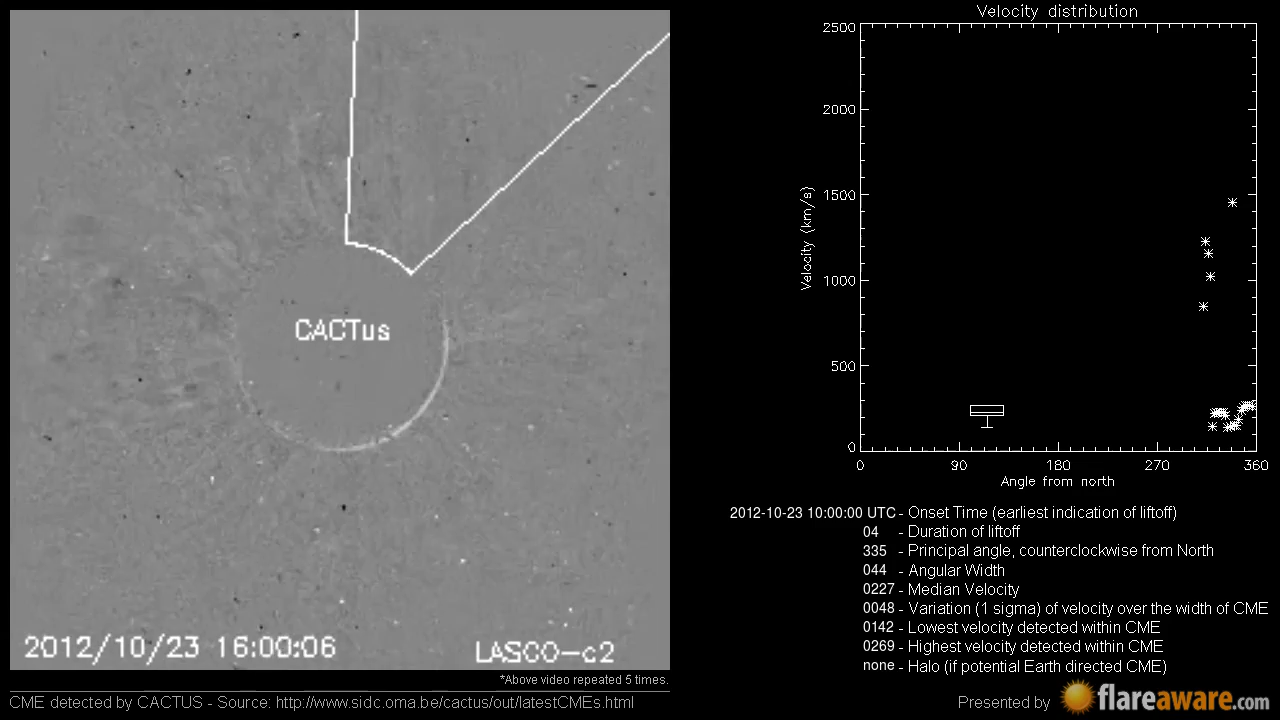 CACTus
2012/10/23 16:00:06
LASCO-c2
*Above video repeated 5 times.
CME detected by CACTUS - Source: http://www.sidc.oma.be/cactus/out/latestCMEs.html
Velocity distribution
2500
2000
1500
1000
500
0
Velocity (km/s)
0 90 180 270 360
Angle from north
2012-10-23 10:00:00 UTC - Onset Time (earliest indication of liftoff)
04 - Duration of liftoff
335 - Principal angle, counterclockwise from North
044 - Angular Width
0227 - Median Velocity
0048 - Variation (1 sigma) of velocity over the width of CME
0142 - Lowest velocity detected within CME
0269 - Highest velocity detected within CME
none - Halo (if potential Earth directed CME)
Presented by flareaware.com